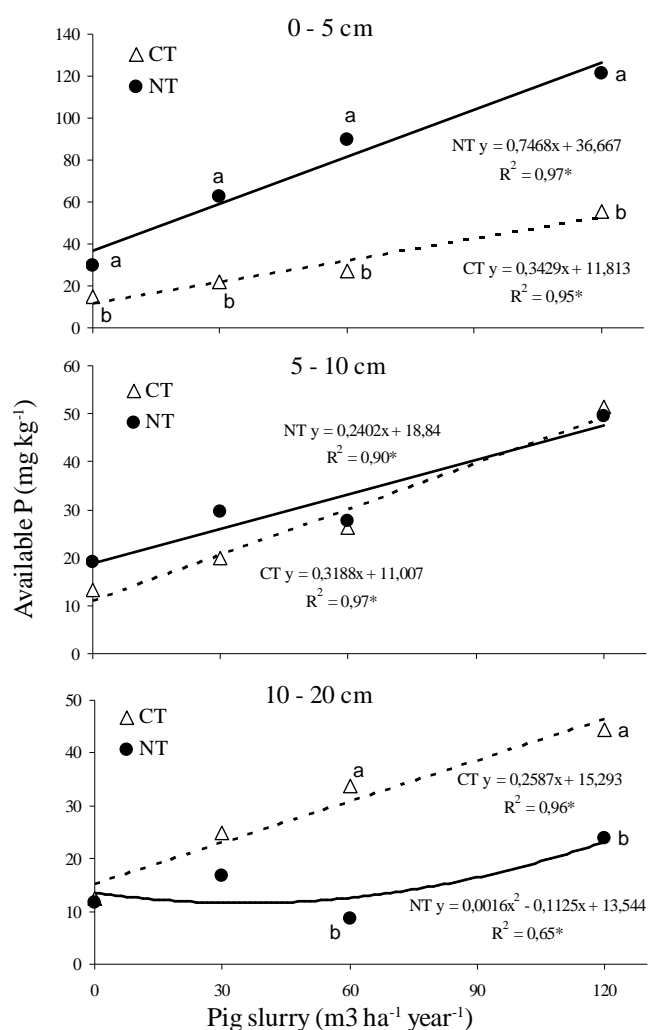 0 - 5 cm
140
120
100
80
60
40
20
0
CT
NT
a
a
a
a
b
b
b
b
NT y = 0,7468x + 36,667
R² = 0,97*
CT y = 0,3429x + 11,813
R² = 0,95*
5 - 10 cm
60
50
40
30
20
10
0
CT
NT
NT y = 0,2402x + 18,84
R² = 0,90*
CT y = 0,3188x + 11,007
R² = 0,97*
Available P (mg kg⁻¹)
10 - 20 cm
50
40
30
20
10
0
CT
NT
a
a
b
b
CT y = 0,2587x + 15,293
R² = 0,96*
NT y = 0,0016x² - 0,1125x + 13,544
R² = 0,65*
0 30 60 90 120
Pig slurry (m3 ha⁻¹ year⁻¹)